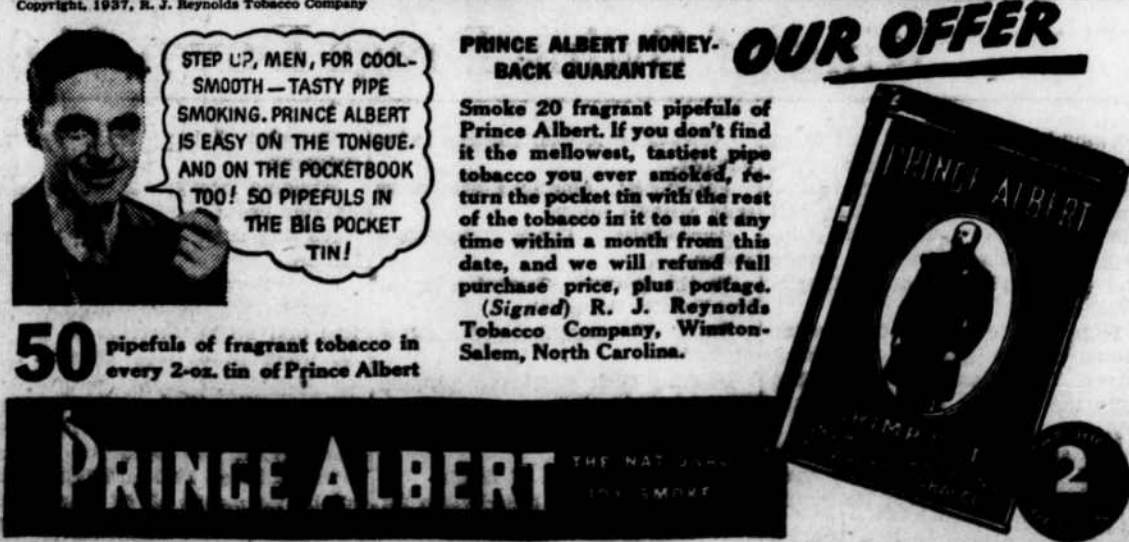 Copyright, 1937, R. J. Reynolds Tobacco Company
STEP UP, MEN, FOR COOL-
SMOOTH — TASTY PIPE
SMOKING. PRINCE ALBERT
IS EASY ON THE TONGUE.
AND ON THE POCKETBOOK
TOO! 50 PIPEFULS IN
THE BIG POCKET
TIN!
50 pipefuls of fragrant tobacco in
every 2-oz. tin of Prince Albert
PRINCE ALBERT MONEY-
BACK GUARANTEE
Smoke 20 fragrant pipefuls of
Prince Albert. If you don't find
it the mellowest, tastiest pipe
tobacco you ever smoked, re-
turn the pocket tin with the rest
of the tobacco in it to us at any
time within a month from this
date, and we will refund full
purchase price, plus postage.
(Signed) R. J. Reynolds
Tobacco Company, Winston-
Salem, North Carolina.
OUR OFFER
PRINCE ALBERT
2
PRINCE ALBERT
THE NATIONAL
JOY SMOKE